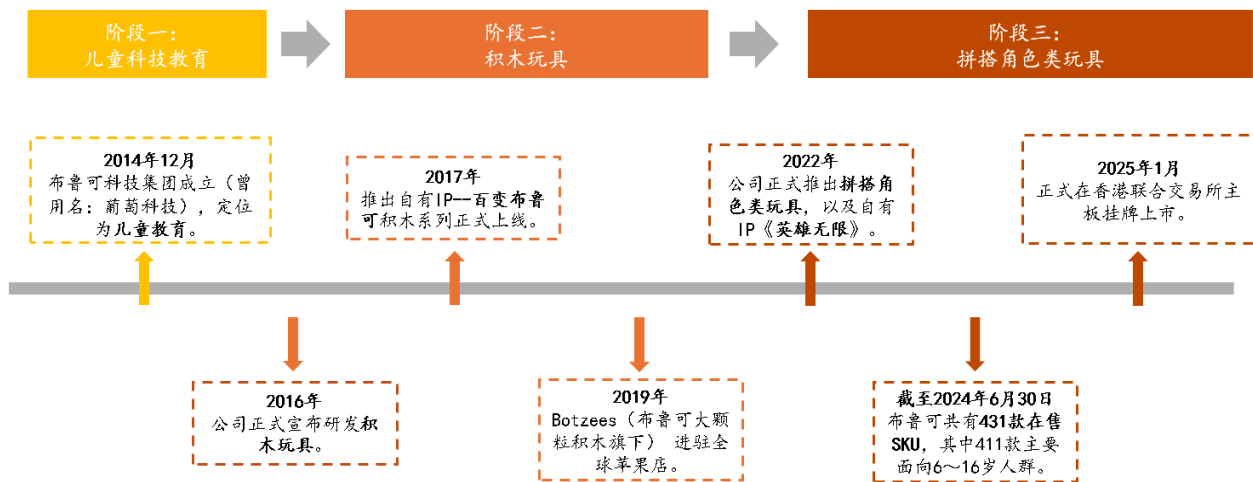 阶段一：
儿童科技教育
阶段二：
积木玩具
阶段三：
拼搭角色类玩具
2014年12月
布鲁可科技集团成立（曾
用名：葡萄科技），定位
为儿童教育。
2017年
推出自有IP--百变布鲁
可积木系列正式上线。
2022年
公司正式推出拼搭角
色类玩具，以及自有
IP《英雄无限》。
2025年1月
正式在香港联合交易所主
板挂牌上市。
2016年
公司正式宣布研发积
木玩具。
2019年
Botzees（布鲁可大颗
粒积木旗下） 进驻全
球苹果店。
截至2024年6月30日
布鲁可共有431款在售
SKU，其中411款主要
面向6～16岁人群。